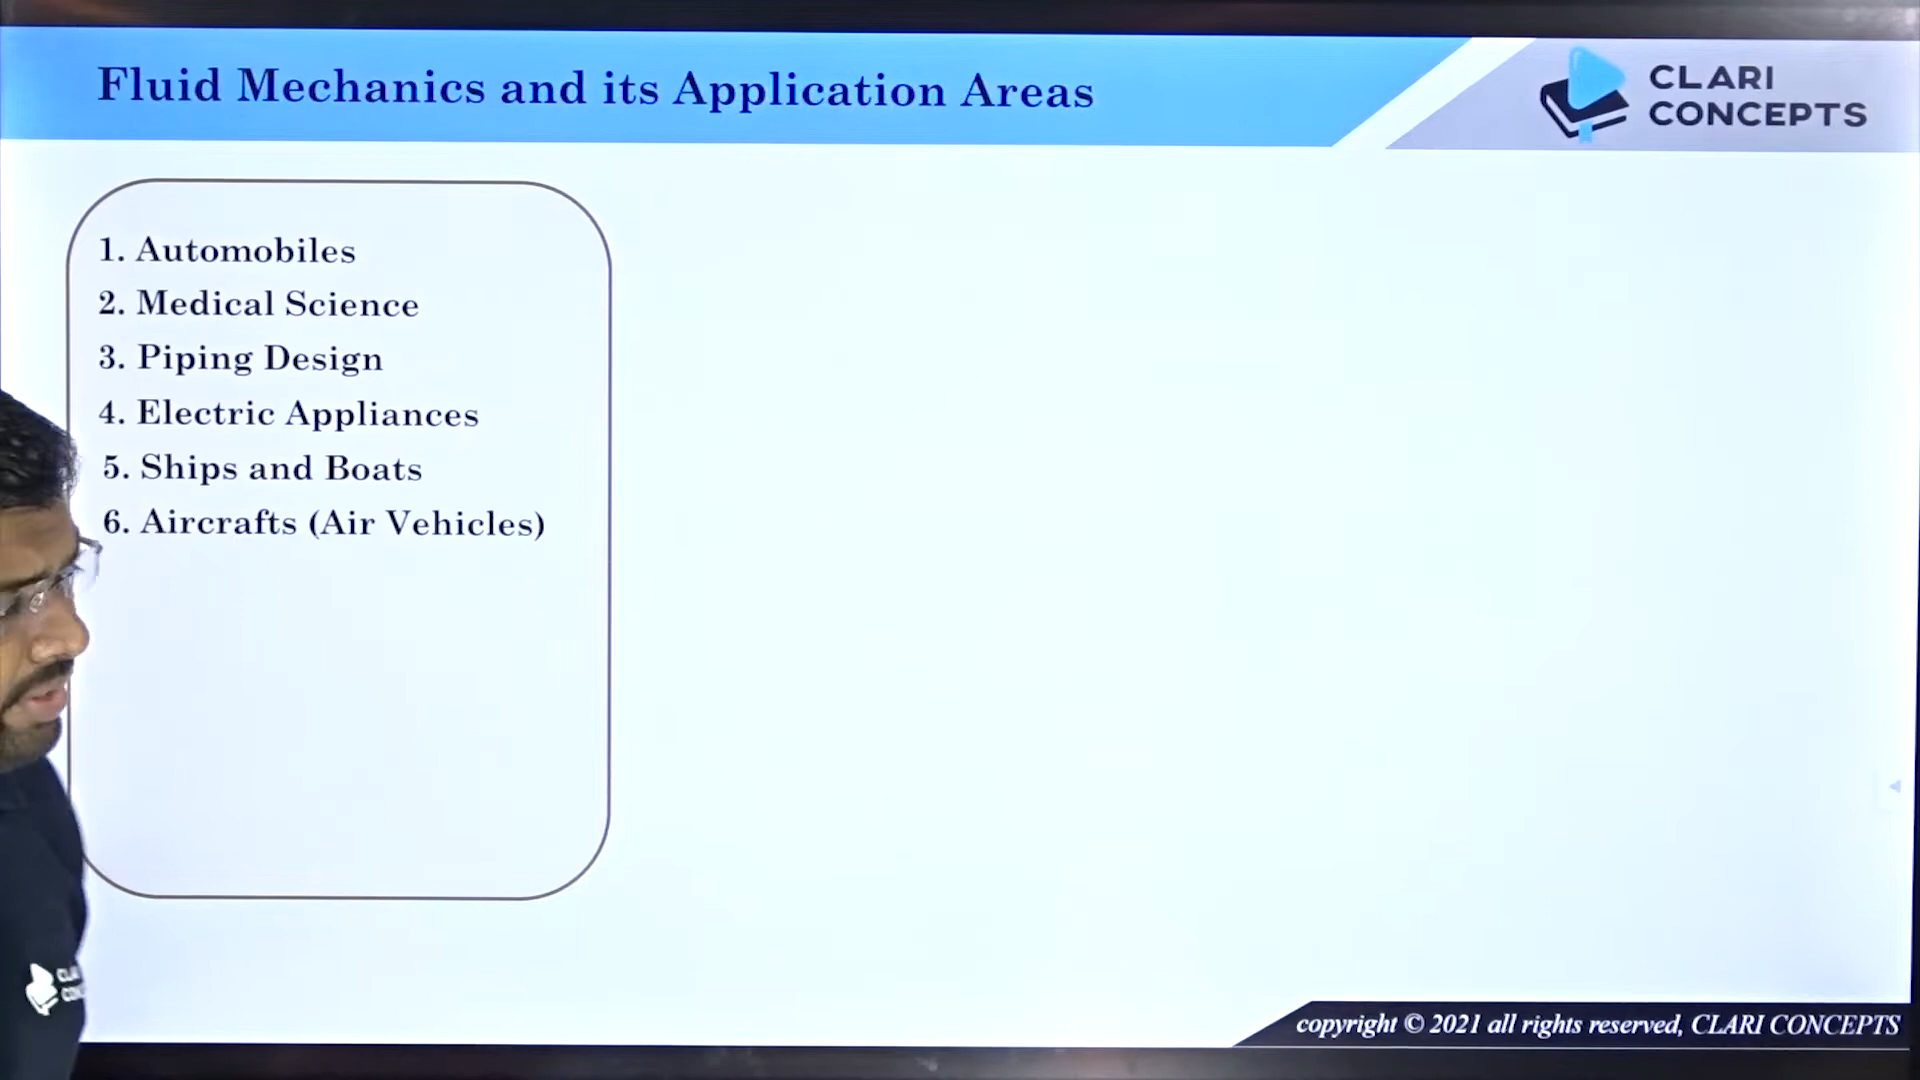 Fluid Mechanics and its Application Areas
CLARI
CONCEPTS
1. Automobiles
2. Medical Science
3. Piping Design
4. Electric Appliances
5. Ships and Boats
6. Aircrafts (Air Vehicles)
copyright © 2021 all rights reserved, CLARI CONCEPTS